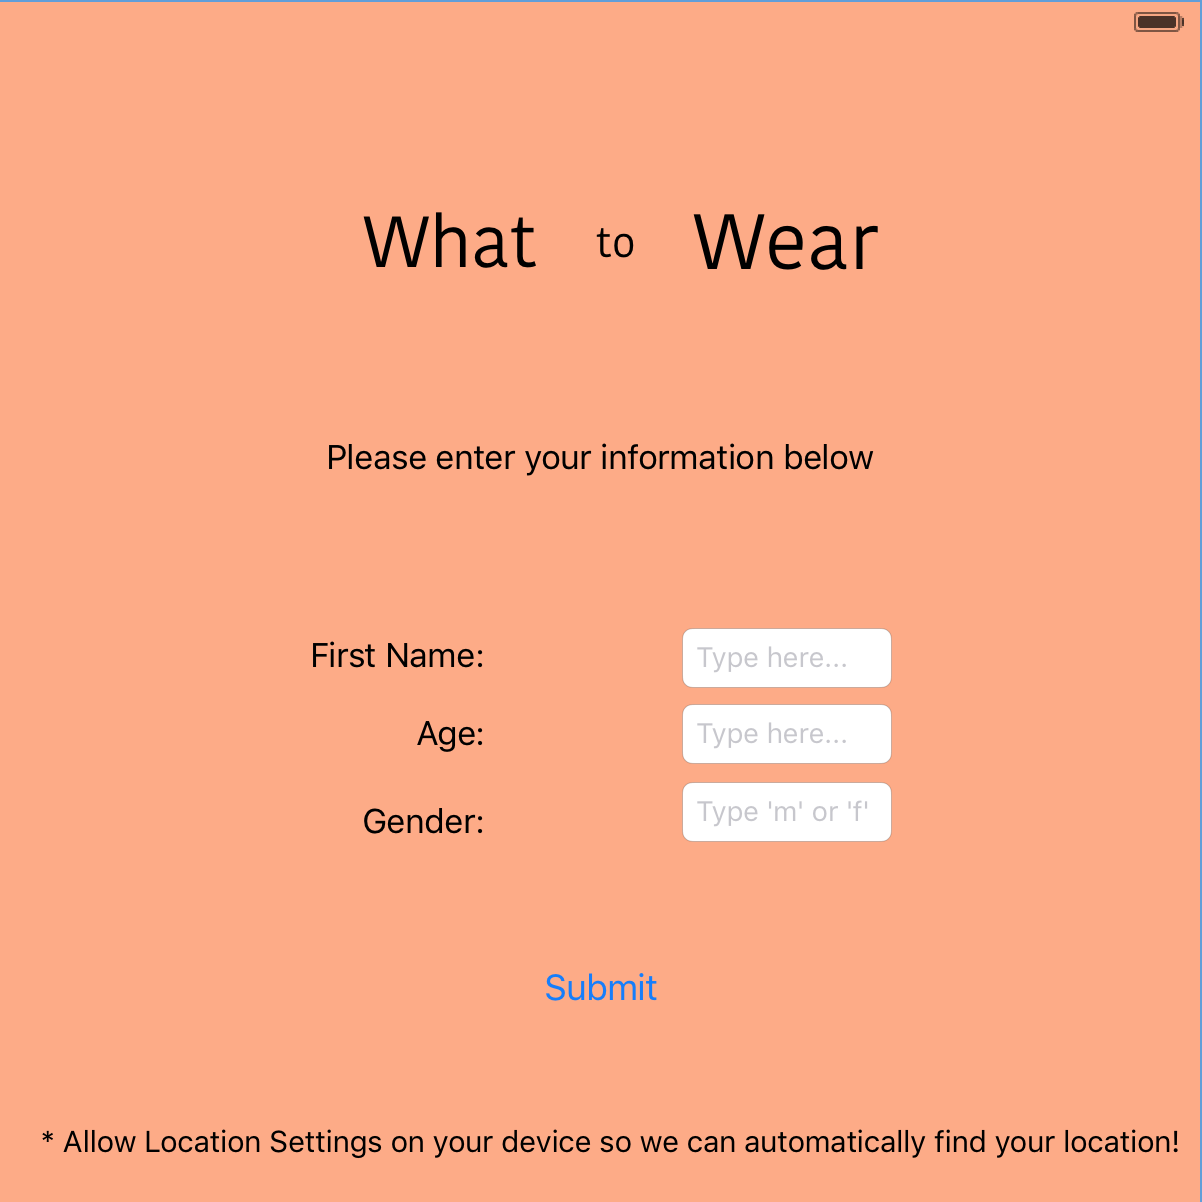 What to Wear
Please enter your information below
First Name: Type here...
Age: Type here...
Gender: Type 'm' or 'f'
Submit
* Allow Location Settings on your device so we can automatically find your location!